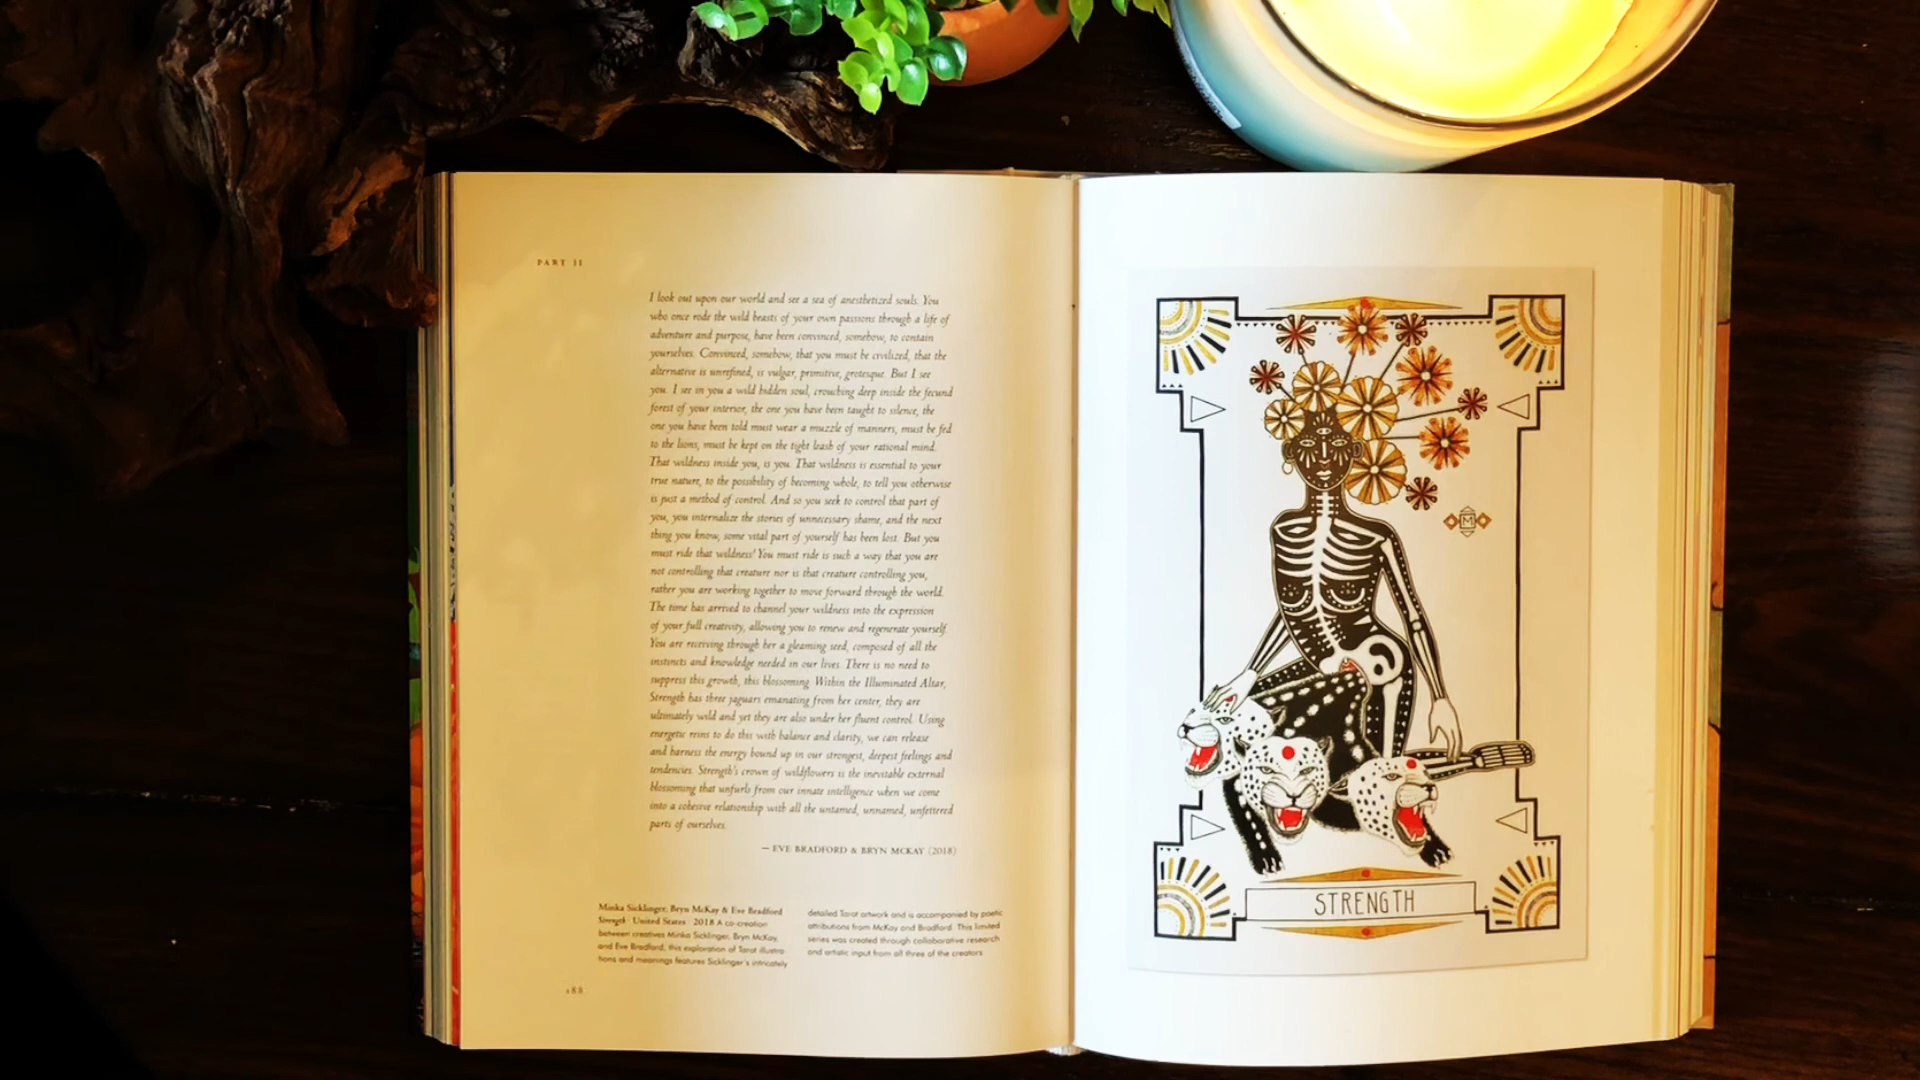 PART II
I look out upon our world and see a sea of anesthetized souls. You
who once rode the wild beasts of your own passions through a life of
adventure and purpose, have been convinced, somehow, to contain
yourselves. Convinced, somehow, that you must be civilized, that the
alternative is unrefined, is vulgar, primitive, grotesque. But I see
you. I see in you a wild hidden soul, crouching deep inside the fecund
forest of your interior, the one you have been taught to silence, the
one you have been told must wear a muzzle of manners, must be fed
to the lions, must be kept on the tight leash of your rational mind.
That wildness inside you, is you. That wildness is essential to your
true nature, to the possibility of becoming whole, to tell you otherwise
is just a method of control. And so you seek to control that part of
you, you internalize the stories of unnecessary shame, and the next
thing you know, some vital part of yourself has been lost. But you
must ride that wildness! You must ride is such a way that you are
not controlling that creature nor is that creature controlling you,
rather you are working together to move forward through the world.
The time has arrived to channel your wildness into the expression
of your full creativity, allowing you to renew and regenerate yourself.
You are receiving through her a gleaming seed, composed of all the
instincts and knowledge needed in our lives. There is no need to
suppress this growth, this blossoming. Within the Illuminated Altar,
Strength has three jaguars emanating from her center, they are
ultimately wild and yet they are also under her fluent control. Using
energetic reins to do this with balance and clarity, we can release
and harness the energy bound up in our strongest, deepest feelings and
tendencies. Strength's crown of wildflowers is the inevitable external
blossoming that unfurls from our innate intelligence when we come
into a cohesive relationship with all the untamed, unnamed, unfettered
parts of ourselves.
— EVE BRADFORD & BRYN MCKAY (2018)
Minka Sicklinger, Bryn McKay & Eve Bradford
Strength · United States · 2018 A co-creation
between creatives Minka Sicklinger, Bryn McKay,
and Eve Bradford, this exploration of Tarot illustra-
tions and meanings features Sicklinger's intricately
detailed Tarot artwork and is accompanied by poetic
attributions from McKay and Bradford. This limited
series was created through collaborative research
and artistic input from all three of the creators.
188
M
STRENGTH